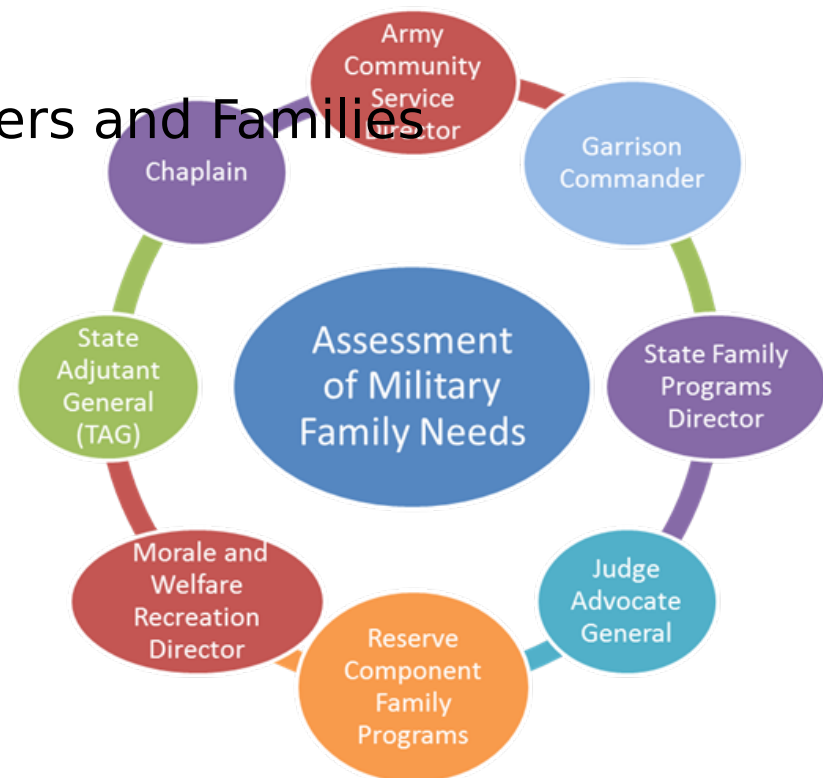 ers and Families
Army
Community
Service
Director
Garrison
Commander
State Family
Programs
Director
Judge
Advocate
General
Reserve
Component
Family
Programs
Morale and
Welfare
Recreation
Director
State
Adjutant
General
(TAG)
Chaplain
Assessment
of Military
Family Needs